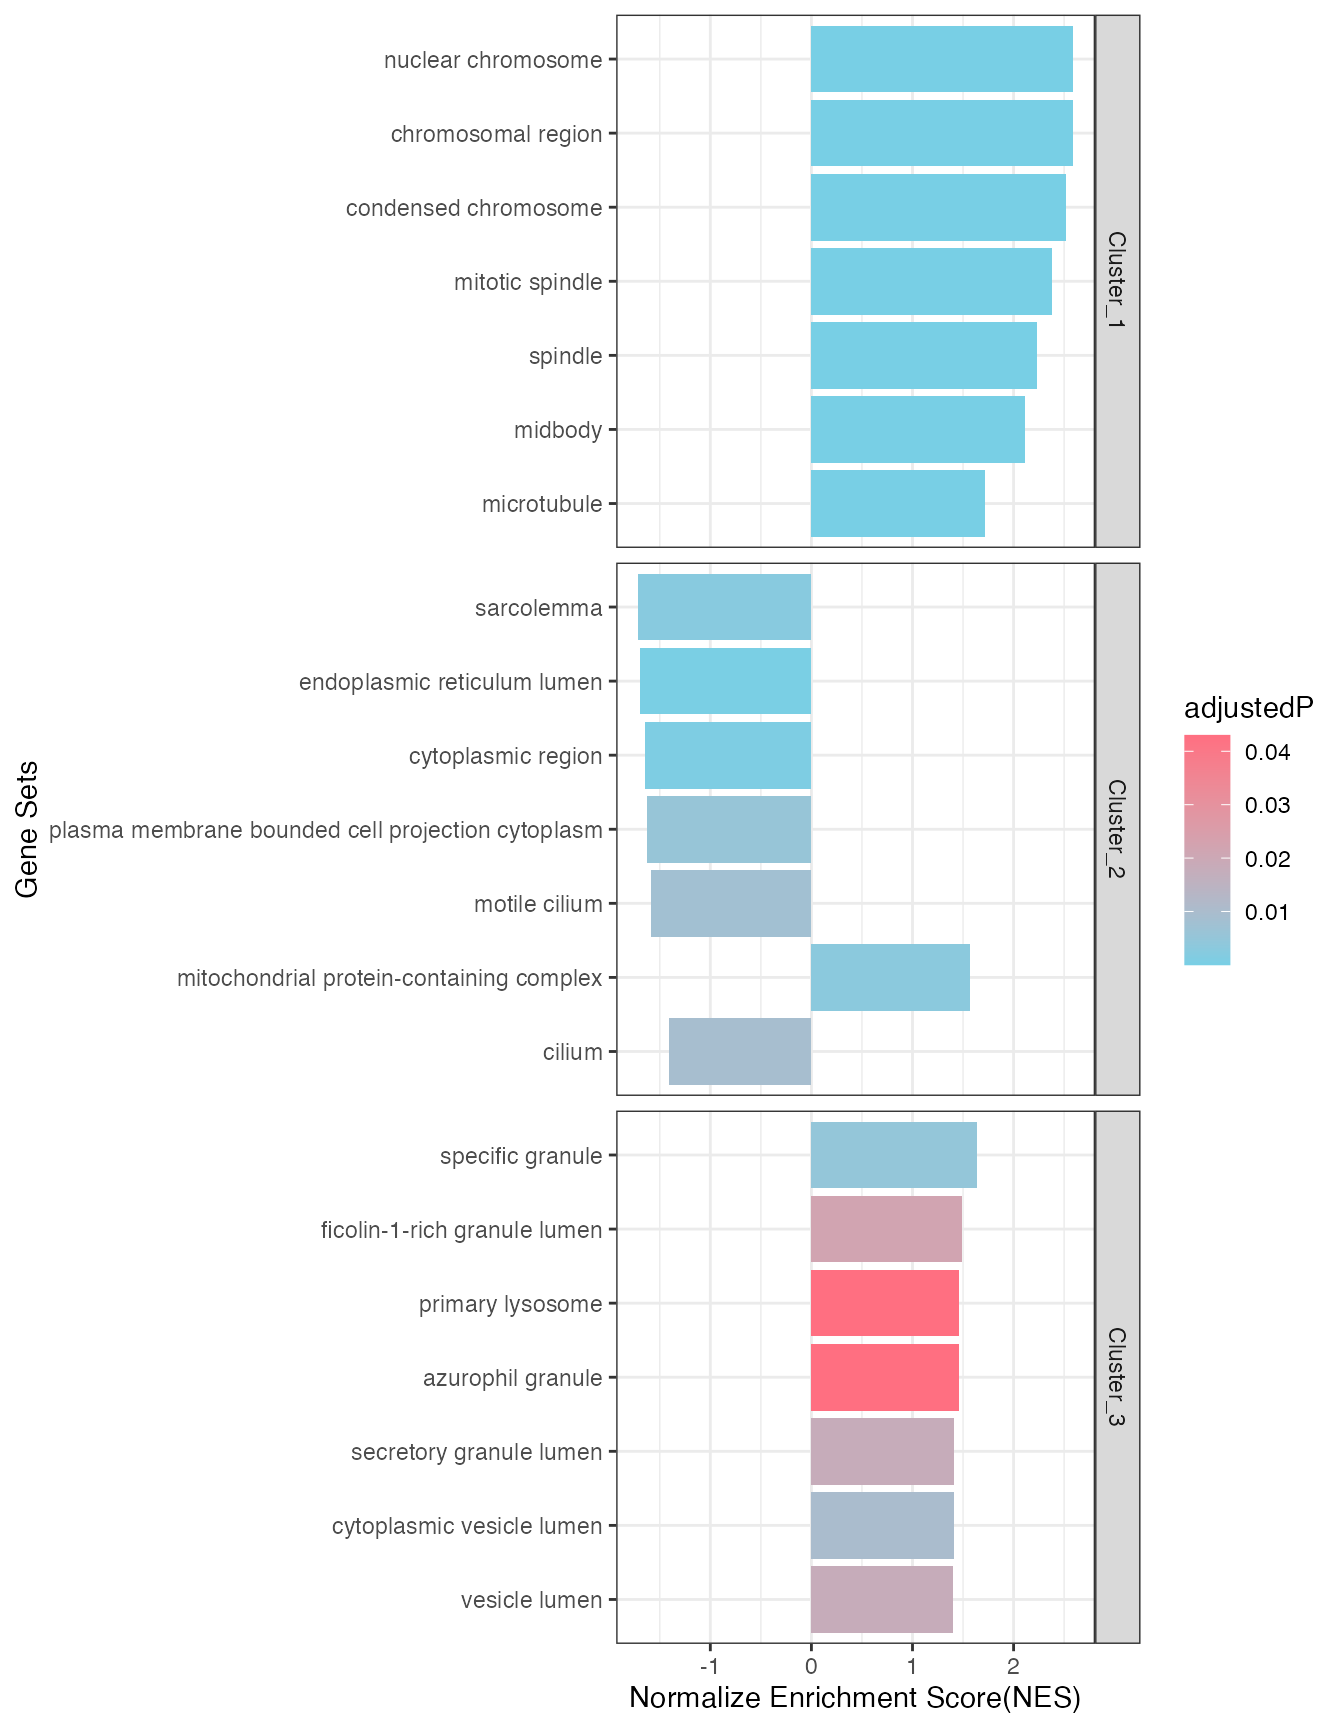 nuclear chromosome
chromosomal region
condensed chromosome
mitotic spindle
spindle
midbody
microtubule
Cluster_1
sarcolemma
endoplasmic reticulum lumen
cytoplasmic region
plasma membrane bounded cell projection cytoplasm
motile cilium
mitochondrial protein-containing complex
cilium
Cluster_2
specific granule
ficolin-1-rich granule lumen
primary lysosome
azurophil granule
secretory granule lumen
cytoplasmic vesicle lumen
vesicle lumen
Cluster_3
Gene Sets
-1 0 1 2
Normalize Enrichment Score(NES)
adjustedP
0.04
0.03
0.02
0.01